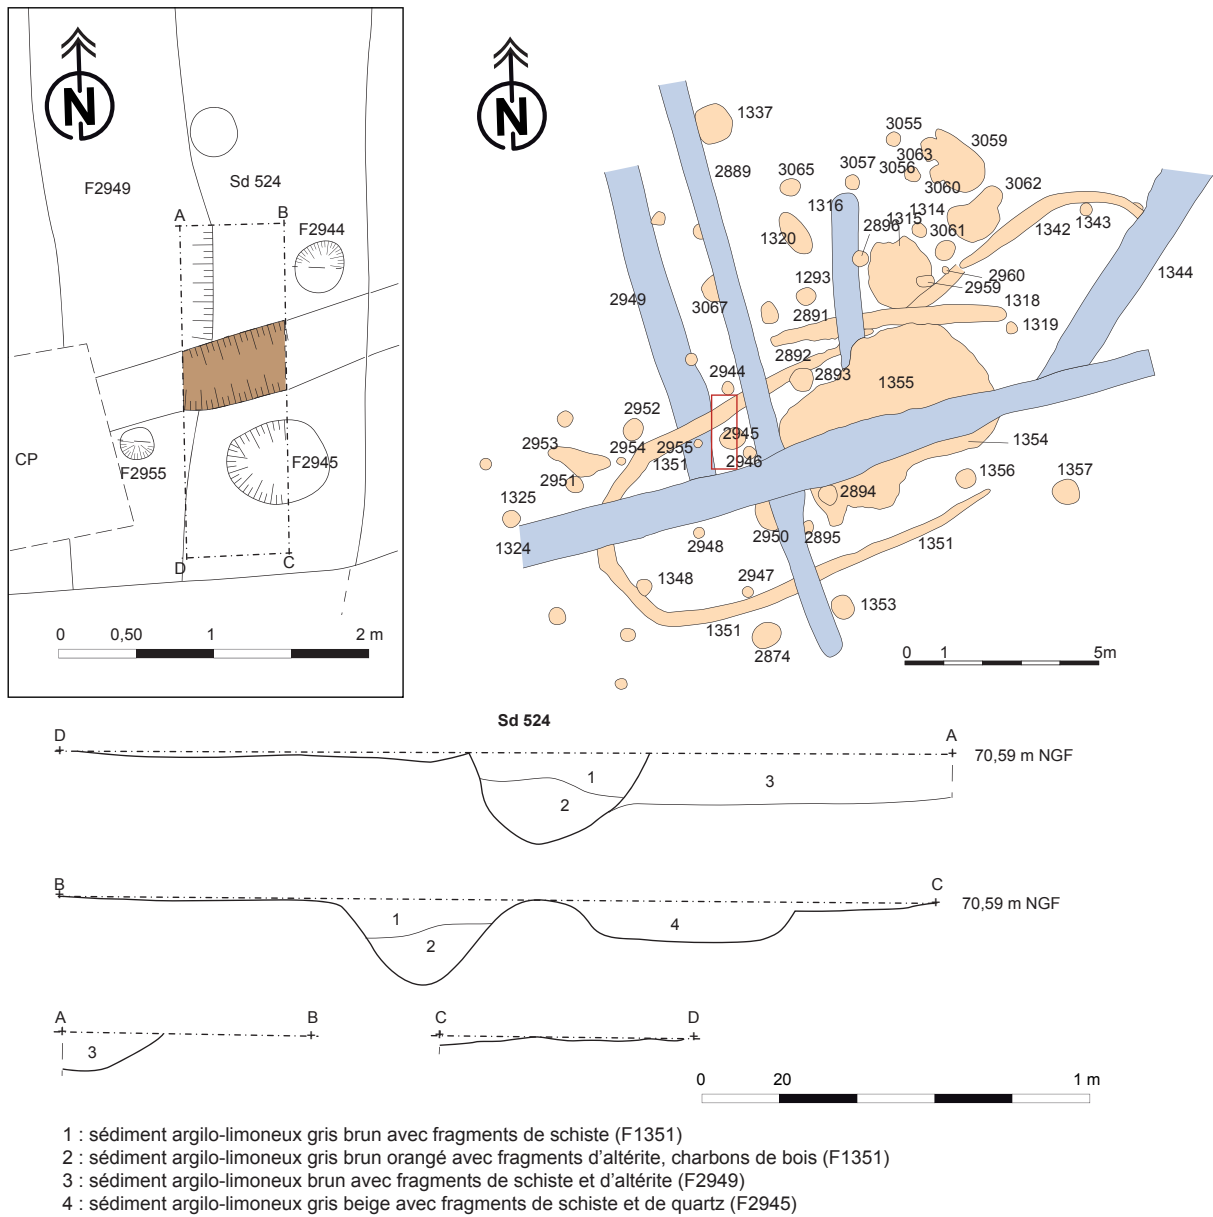 N
F2949
Sd 524
A
B
F2944
F2955
F2945
CP
D
C
0 0,50 1 2 m
N
1337
2889
3055
3059
3063
3056
3057
3065
3060
3062
1316
1314
1315
2896
3061
1320
1342
1343
1344
2960
2959
1293
2949
3067
2891
1318
1319
2892
2893
2944
1355
2952
2945
2953
2954
2955
1351
2946
1354
2951
1356
1357
1325
2894
1324
2948
2950
2895
1351
1348
2947
1353
1351
2874
0 1 5m
Sd 524
D A
70,59 m NGF
1
2
3
B C
70,59 m NGF
1
2
4
A B C D
3
0 20 1 m
1 : sédiment argilo-limoneux gris brun avec fragments de schiste (F1351)
2 : sédiment argilo-limoneux gris brun orangé avec fragments d'altérite, charbons de bois (F1351)
3 : sédiment argilo-limoneux brun avec fragments de schiste et d'altérite (F2949)
4 : sédiment argilo-limoneux gris beige avec fragments de schiste et de quartz (F2945)